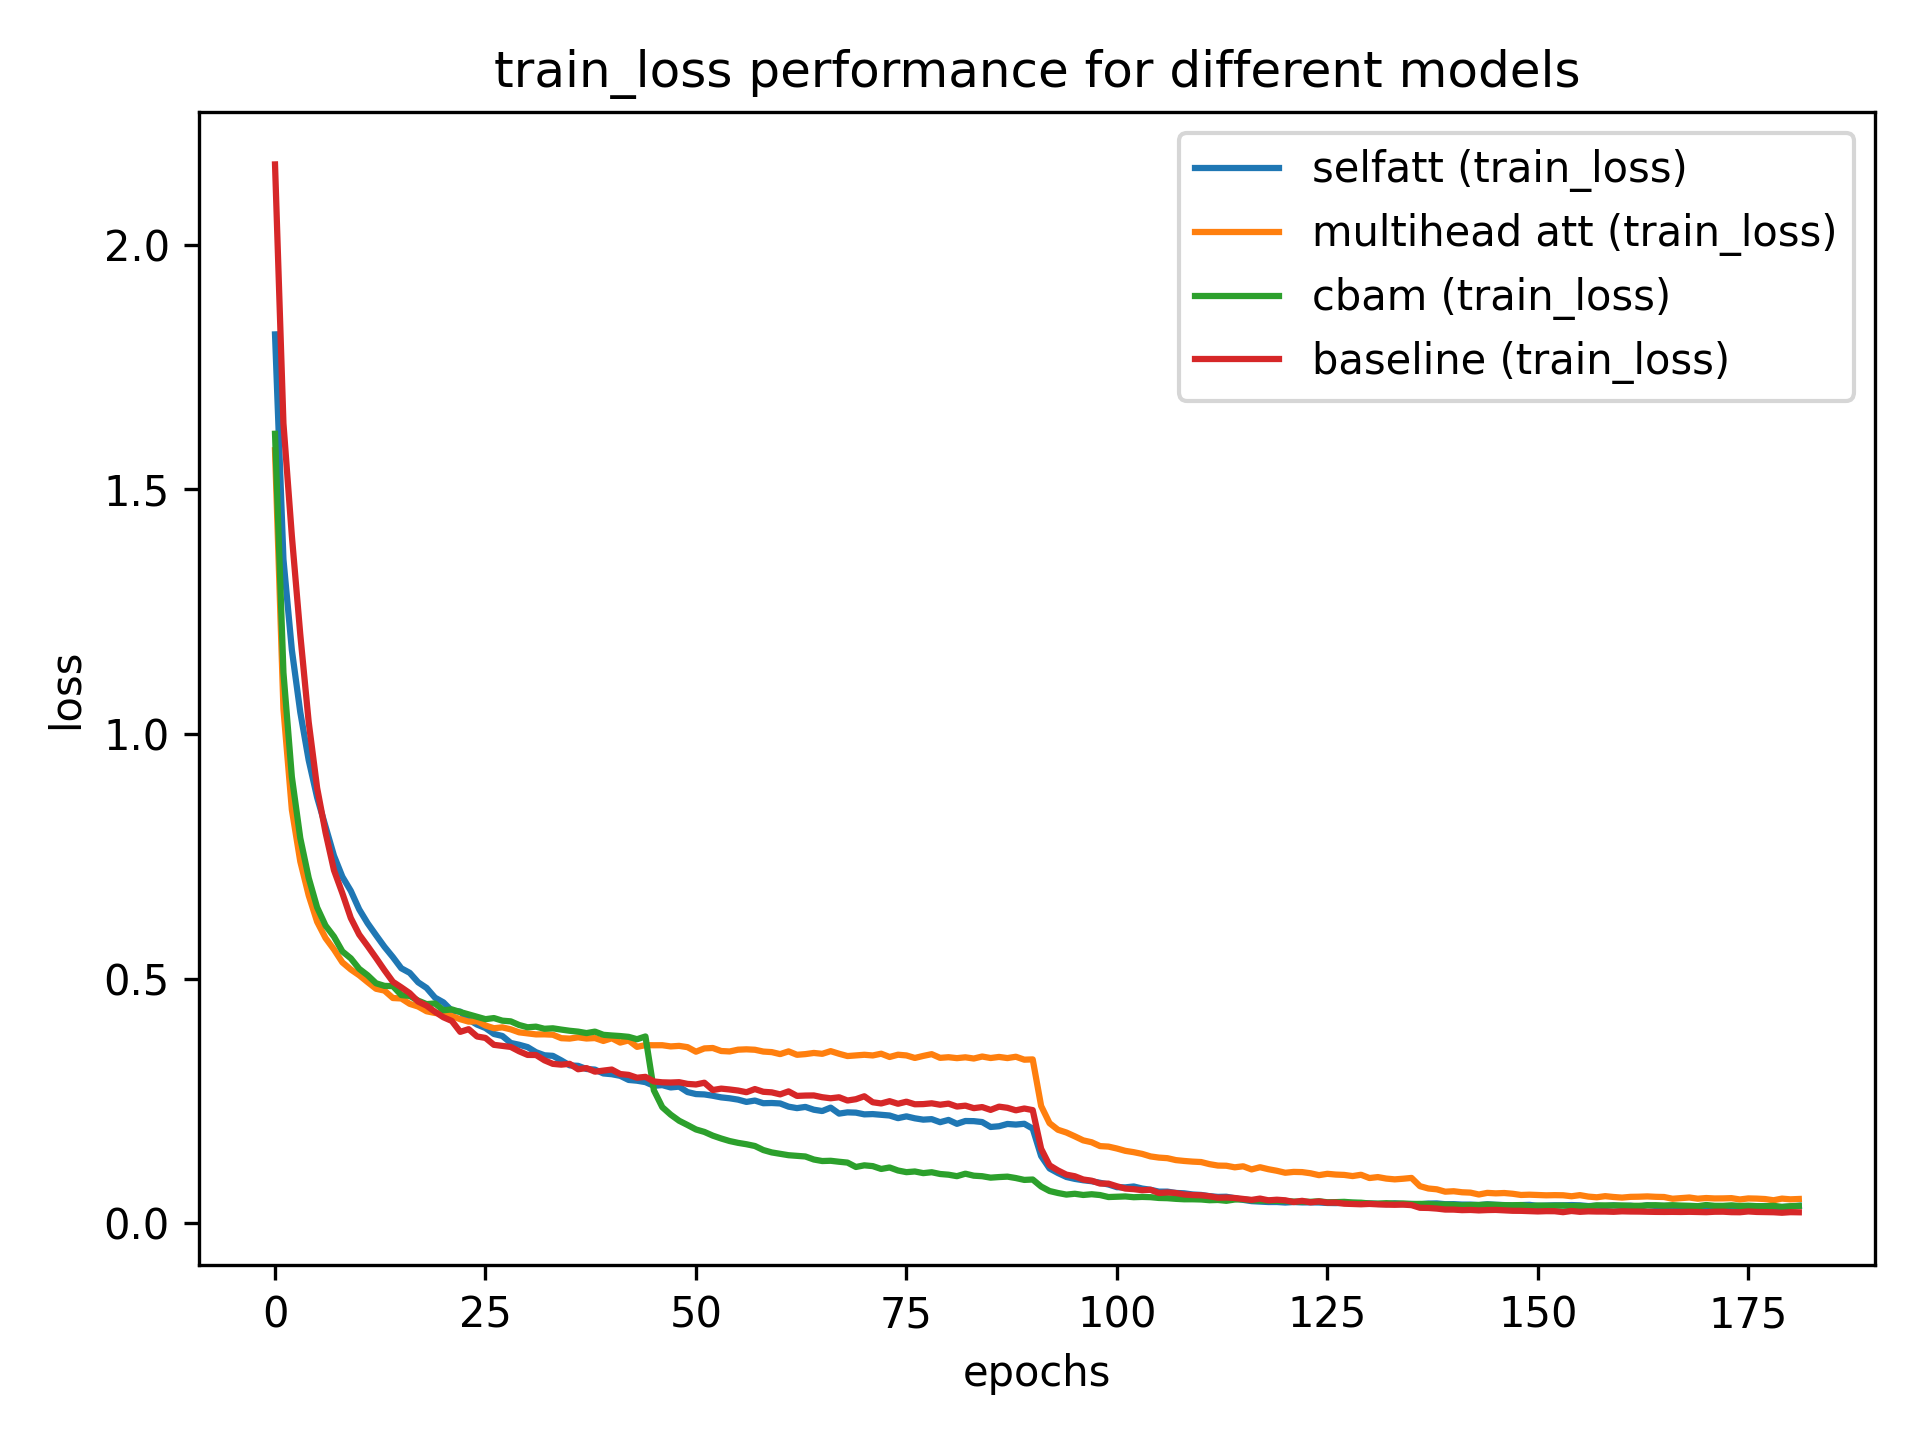 train_loss performance for different models
selfatt (train_loss)
multihead att (train_loss)
cbam (train_loss)
baseline (train_loss)
2.0
1.5
1.0
0.5
0.0
loss
0 25 50 75 100 125 150 175
epochs